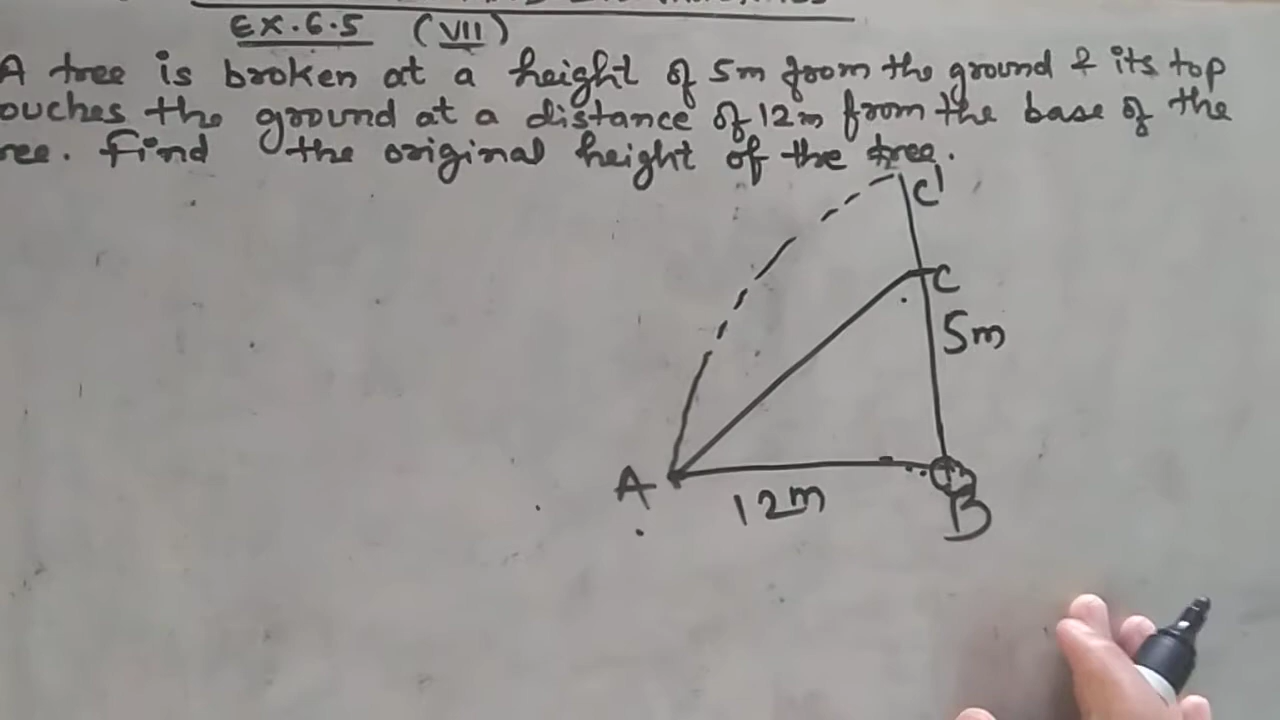 EX.6.5 (VII)
A tree is broken at a height of 5m from the ground & its top
ouches the ground at a distance of 12m from the base of the
ree. Find the original height of the tree.
C'
C
5m
A
12m
B